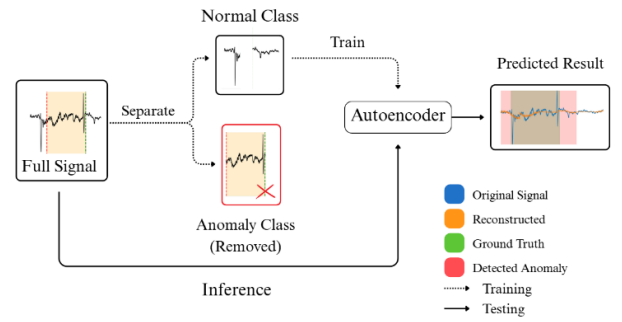 Normal Class
Train
Predicted Result
Separate
Autoencoder
Full Signal
Anomaly Class
(Removed)
Inference
Original Signal
Reconstructed
Ground Truth
Detected Anomaly
Training
Testing